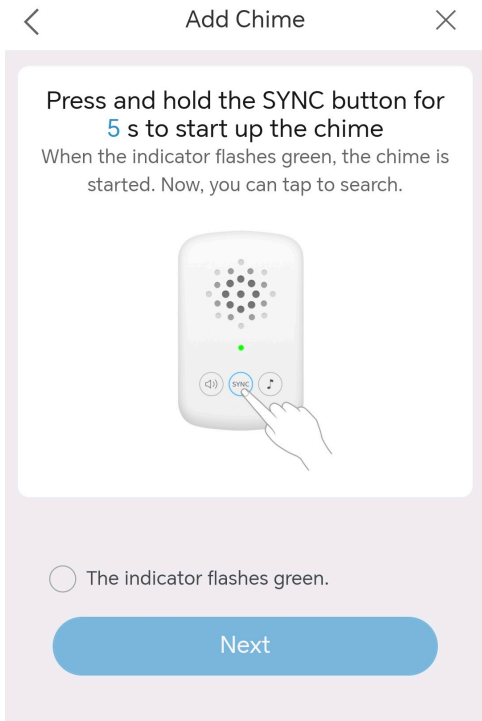 Add Chime
Press and hold the SYNC button for
5 s to start up the chime
When the indicator flashes green, the chime is
started. Now, you can tap to search.
SYNC
The indicator flashes green.
Next